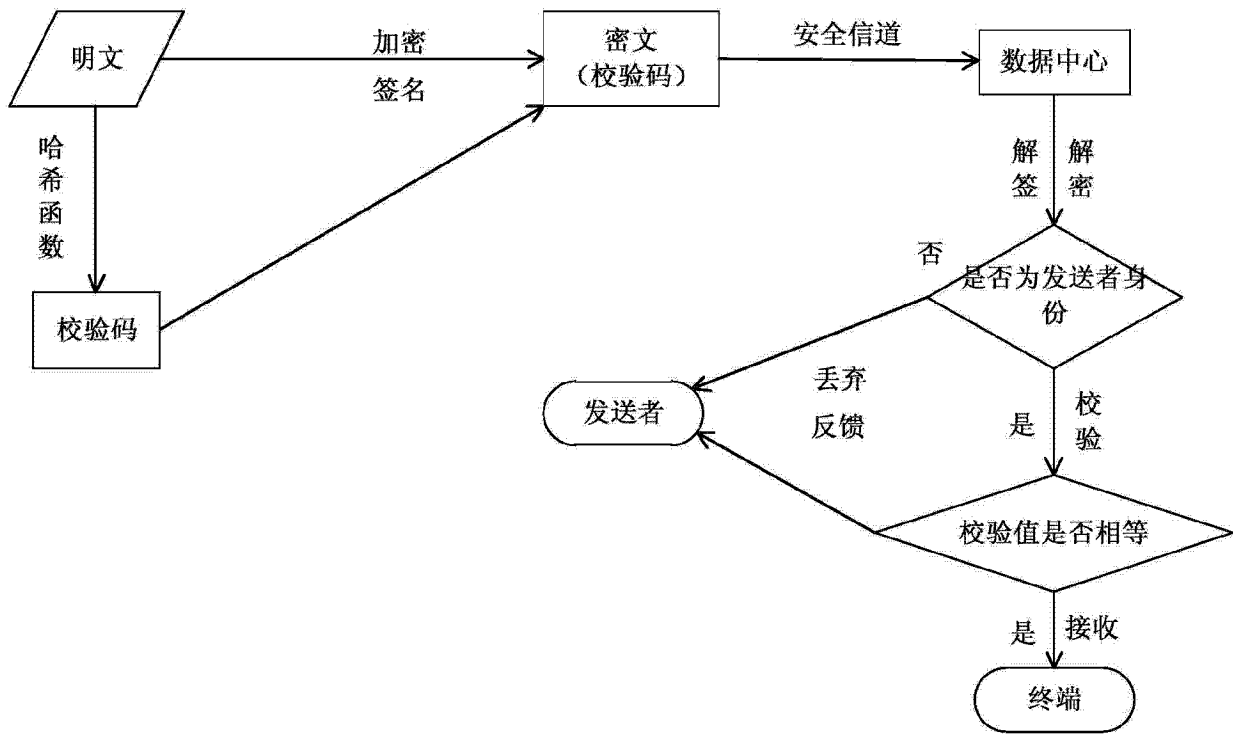 明文
加密
签名
密文
（校验码）
安全信道
数据中心
哈希函数
校验码
解签
解密
否
是否为发送者身
份
丢弃
反馈
发送者
是
校验
校验值是否相等
是
接收
终端